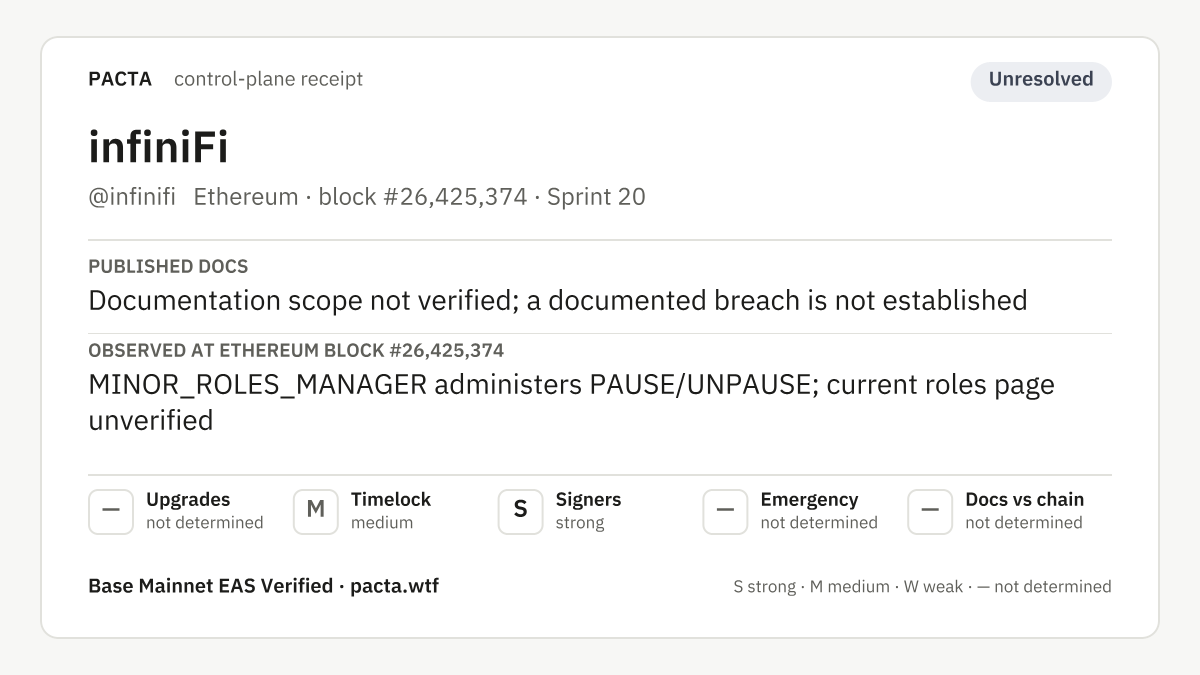 PACTA control-plane receipt Unresolved
infiniFi
@infinifi Ethereum · block #26,425,374 · Sprint 20
PUBLISHED DOCS
Documentation scope not verified; a documented breach is not established
OBSERVED AT ETHEREUM BLOCK #26,425,374
MINOR_ROLES_MANAGER administers PAUSE/UNPAUSE; current roles page
unverified
— Upgrades not determined
M Timelock medium
S Signers strong
— Emergency not determined
— Docs vs chain not determined
Base Mainnet EAS Verified · pacta.wtf
S strong · M medium · W weak · — not determined